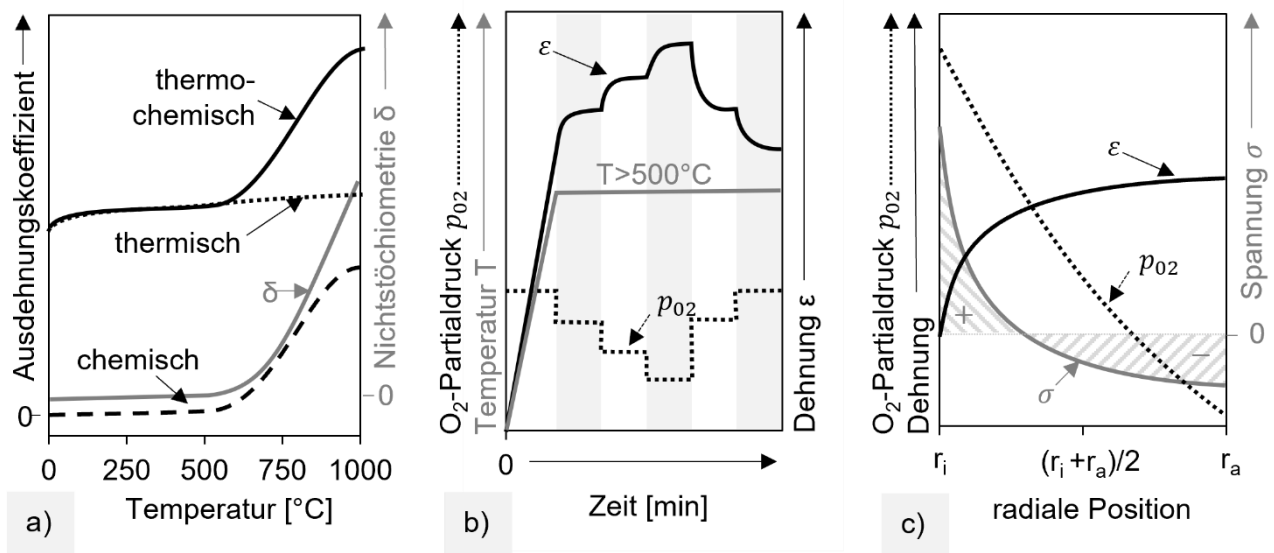 Ausdehnungskoeffizient
0
thermo-
chemisch
thermisch
δ
chemisch
Nichtstöchiometrie δ
0
0 250 500 750 1000
Temperatur [°C]
a)
O₂-Partialdruck p₀₂
Temperatur T
ε
T>500°C
p₀₂
Dehnung ε
0
Zeit [min]
b)
O₂-Partialdruck p₀₂
Dehnung
ε
p₀₂
+
−
σ
Spannung σ
0
rᵢ (rᵢ+rₐ)/2 rₐ
radiale Position
c)